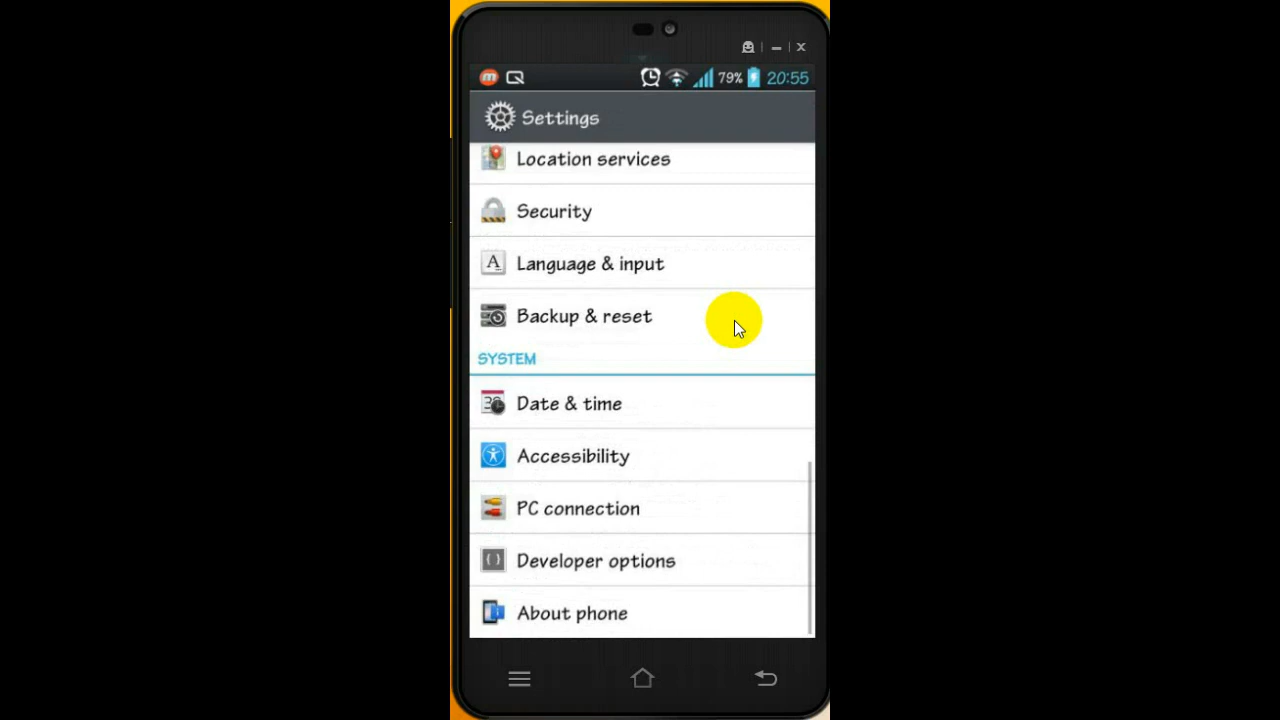 79% 20:55
Settings
Location services
Security
Language & input
Backup & reset
SYSTEM
Date & time
Accessibility
PC connection
Developer options
About phone